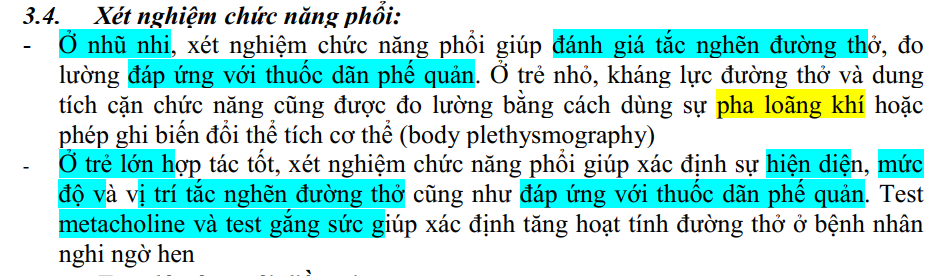 3.4. Xét nghiệm chức năng phổi:
- Ở nhũ nhi, xét nghiệm chức năng phổi giúp đánh giá tắc nghẽn đường thở, đo
lường đáp ứng với thuốc dãn phế quản. Ở trẻ nhỏ, kháng lực đường thở và dung
tích cặn chức năng cũng được đo lường bằng cách dùng sự pha loãng khí hoặc
phép ghi biến đổi thể tích cơ thể (body plethysmography)
- Ở trẻ lớn hợp tác tốt, xét nghiệm chức năng phổi giúp xác định sự hiện diện, mức
độ và vị trí tắc nghẽn đường thở cũng như đáp ứng với thuốc dãn phế quản. Test
metacholine và test gắng sức giúp xác định tăng hoạt tính đường thở ở bệnh nhân
nghi ngờ hen